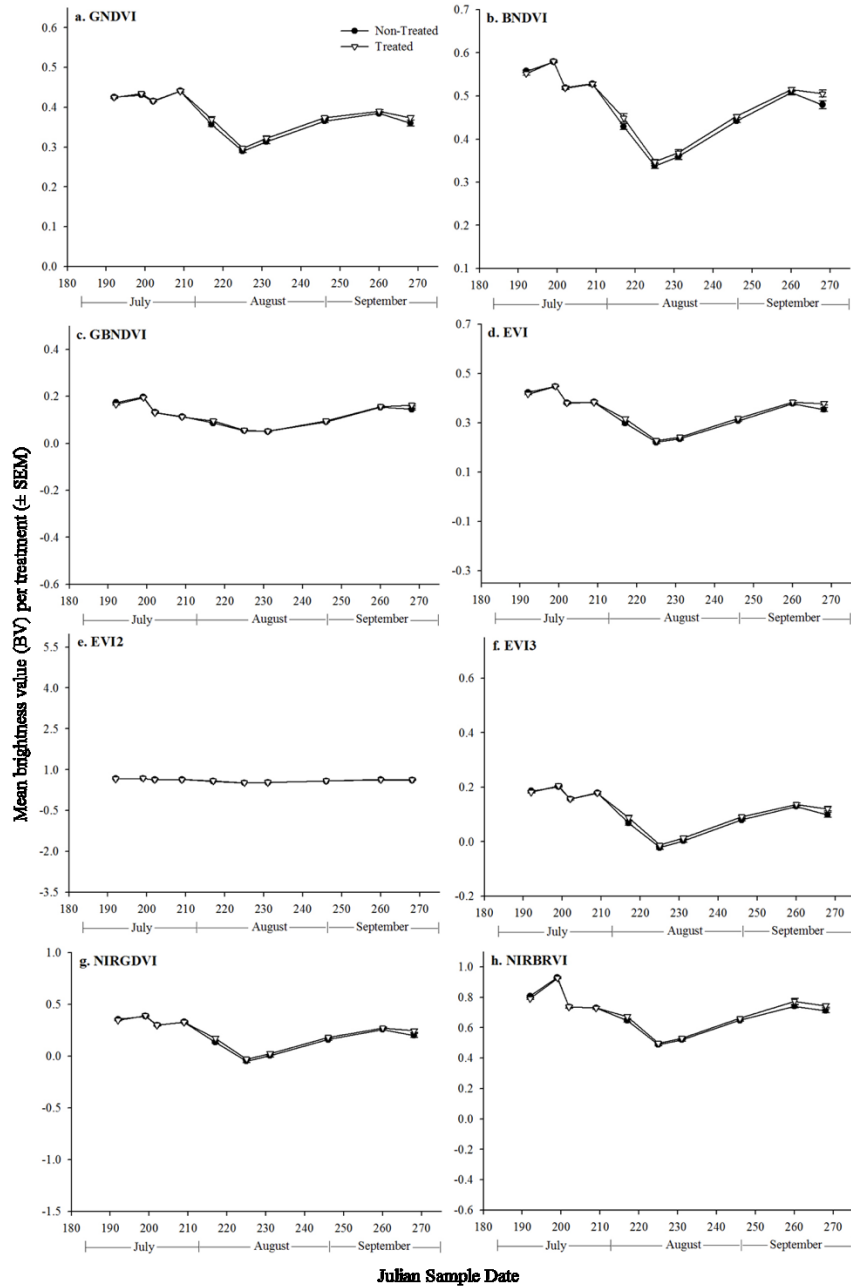 Mean brightness value (BV) per treatment (± SEM)
a. GNDVI
Non-Treated
Treated
0.6
0.5
0.4
0.3
0.2
0.1
0.0
180 190 200 210 220 230 240 250 260 270
July August September
b. BNDVI
0.7
0.6
0.5
0.4
0.3
0.2
0.1
180 190 200 210 220 230 240 250 260 270
July August September
c. GBNDVI
0.4
0.2
0.0
-0.2
-0.4
-0.6
180 190 200 210 220 230 240 250 260 270
July August September
d. EVI
0.7
0.5
0.3
0.1
-0.1
-0.3
180 190 200 210 220 230 240 250 260 270
July August September
e. EVI2
5.5
4.0
2.5
1.0
-0.5
-2.0
-3.5
180 190 200 210 220 230 240 250 260 270
July August September
f. EVI3
0.6
0.4
0.2
0.0
-0.2
180 190 200 210 220 230 240 250 260 270
July August September
g. NIRGDVI
1.0
0.5
0.0
-0.5
-1.0
-1.5
180 190 200 210 220 230 240 250 260 270
July August September
h. NIRBRVI
1.0
0.8
0.6
0.4
0.2
0.0
-0.2
-0.4
-0.6
180 190 200 210 220 230 240 250 260 270
July August September
Julian Sample Date